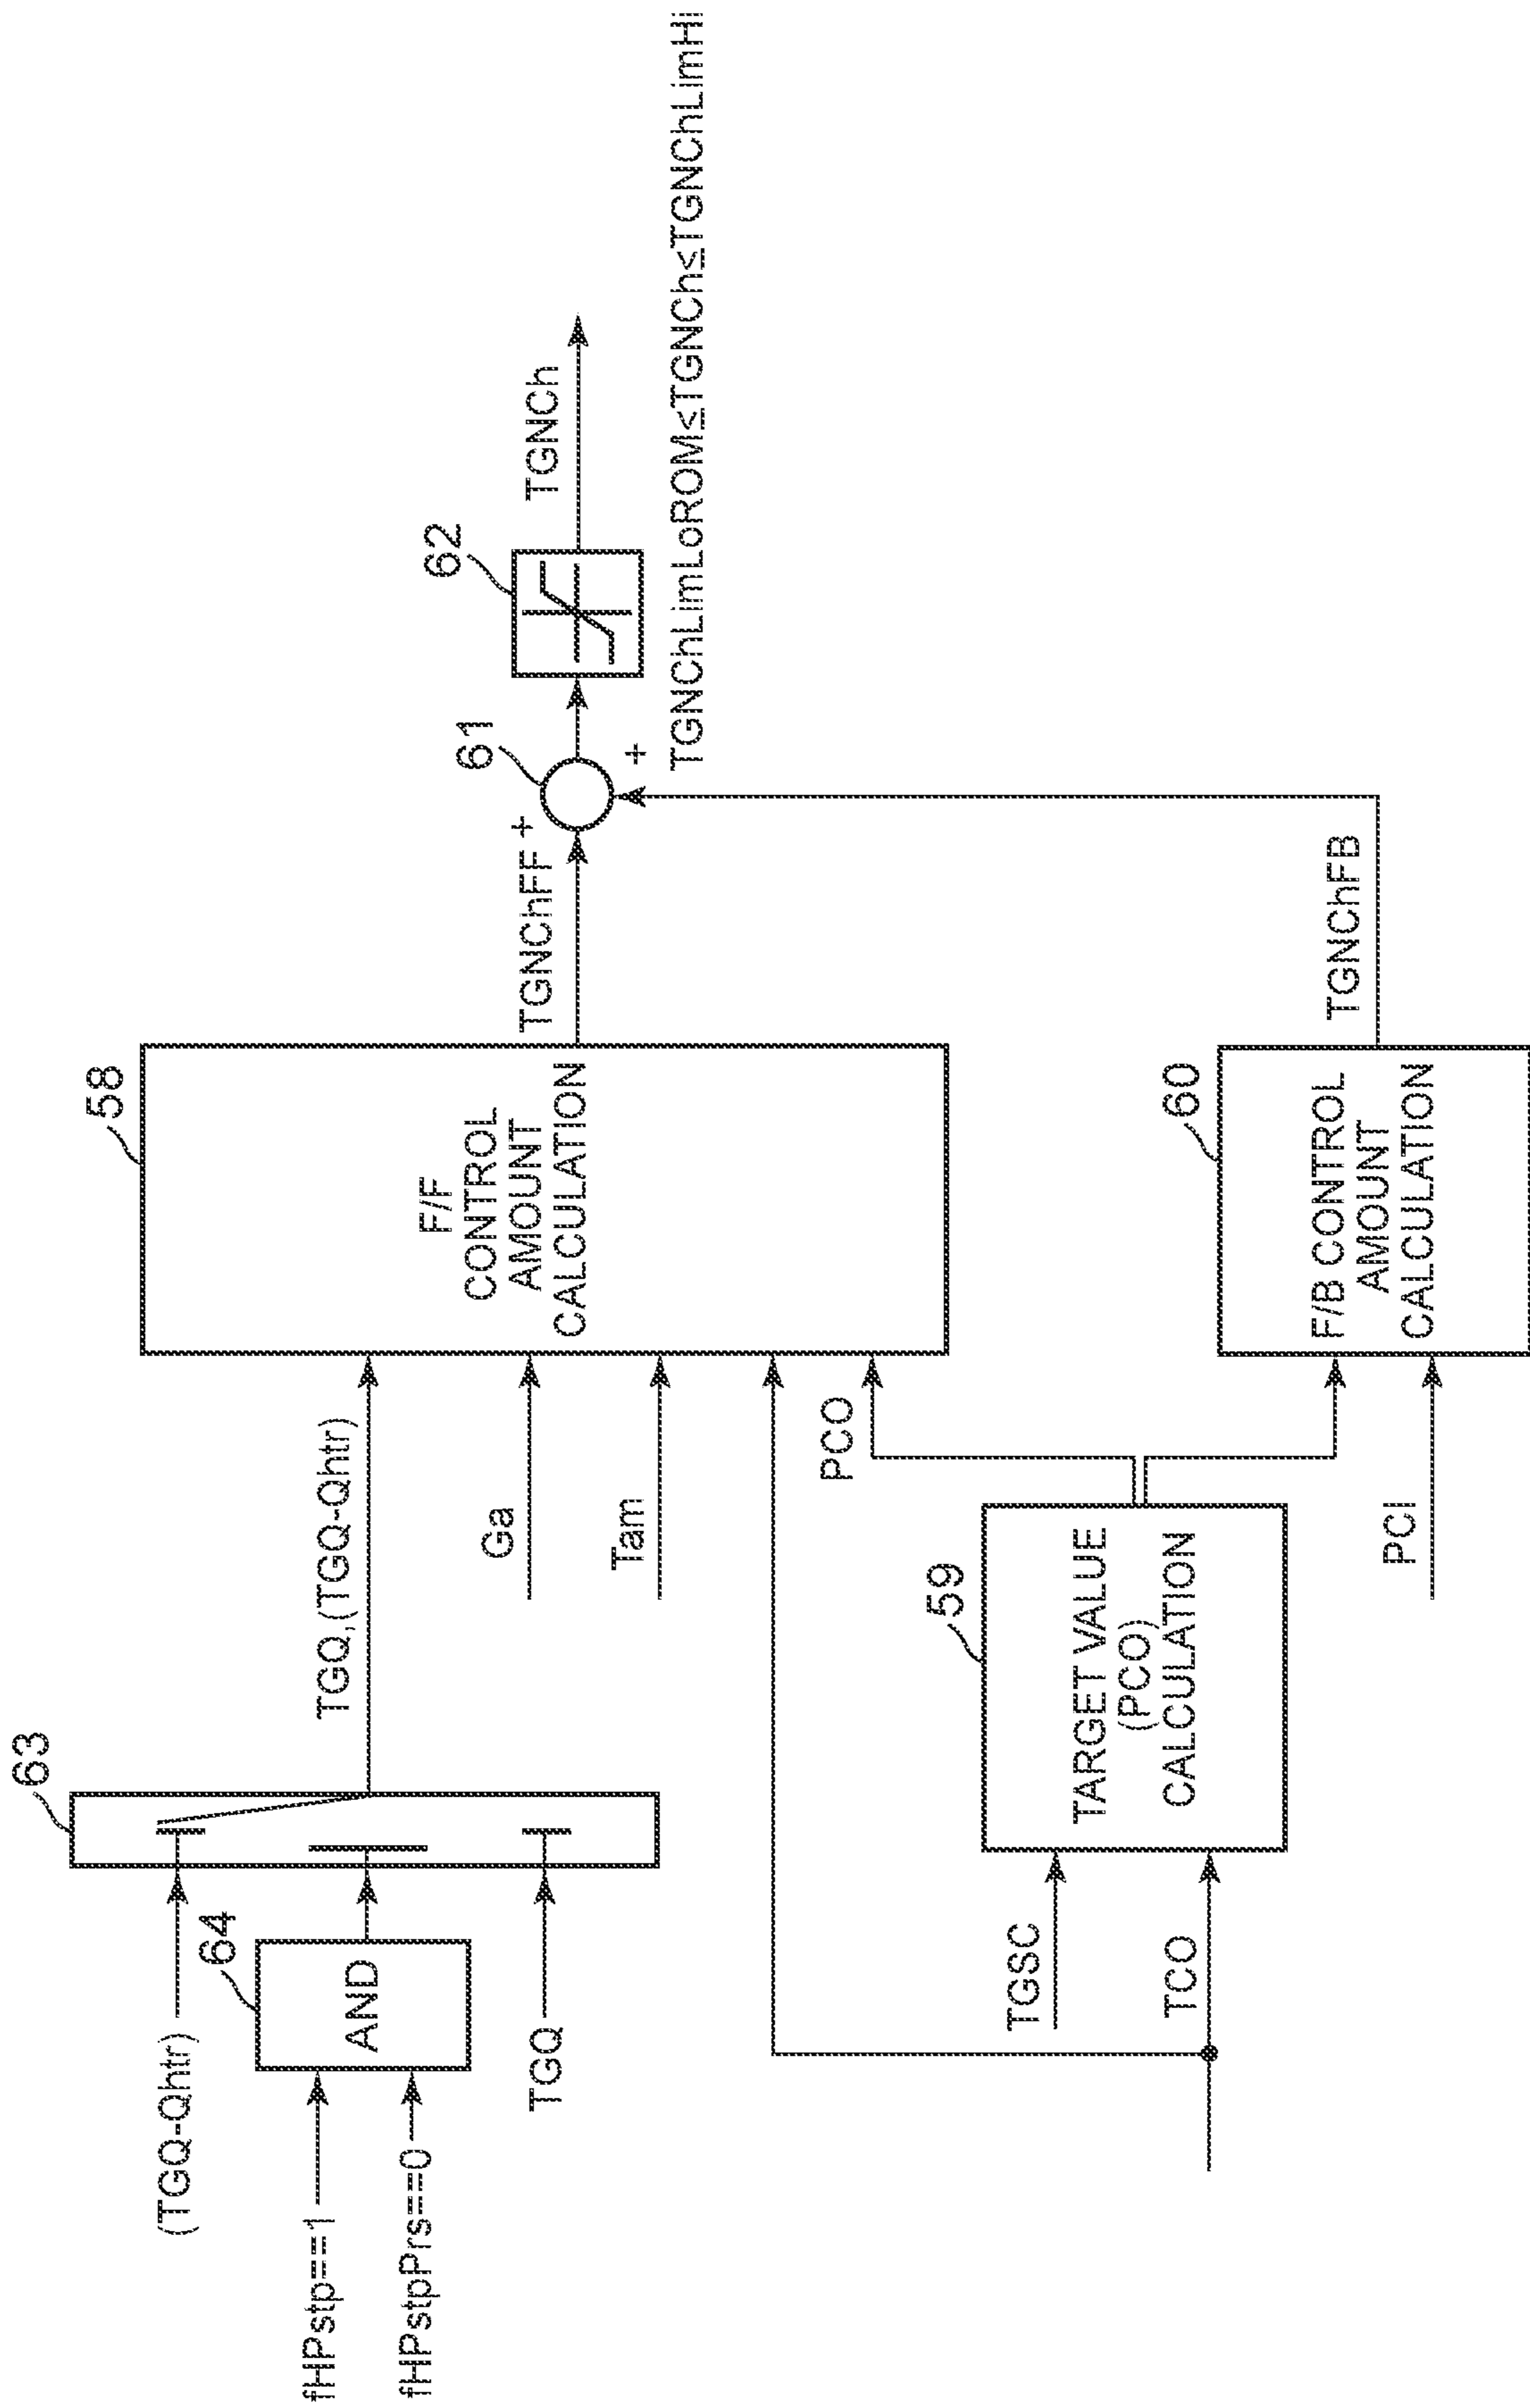 63
(TGQ-Qhtr)
64
fHPstp==1
fHPstpPrs==0
AND
TGQ
TGQ,(TGQ-Qhtr)
Ga
Tam
58
F/F
CONTROL
AMOUNT
CALCULATION
TGNChFF
+
61
+
62
TGNCh
TGNChLimLoROM≤TGNCh≤TGNChLimHi
TGSC
TCO
59
TARGET VALUE
(PCO)
CALCULATION
PCO
PCI
60
F/B CONTROL
AMOUNT
CALCULATION
TGNChFB